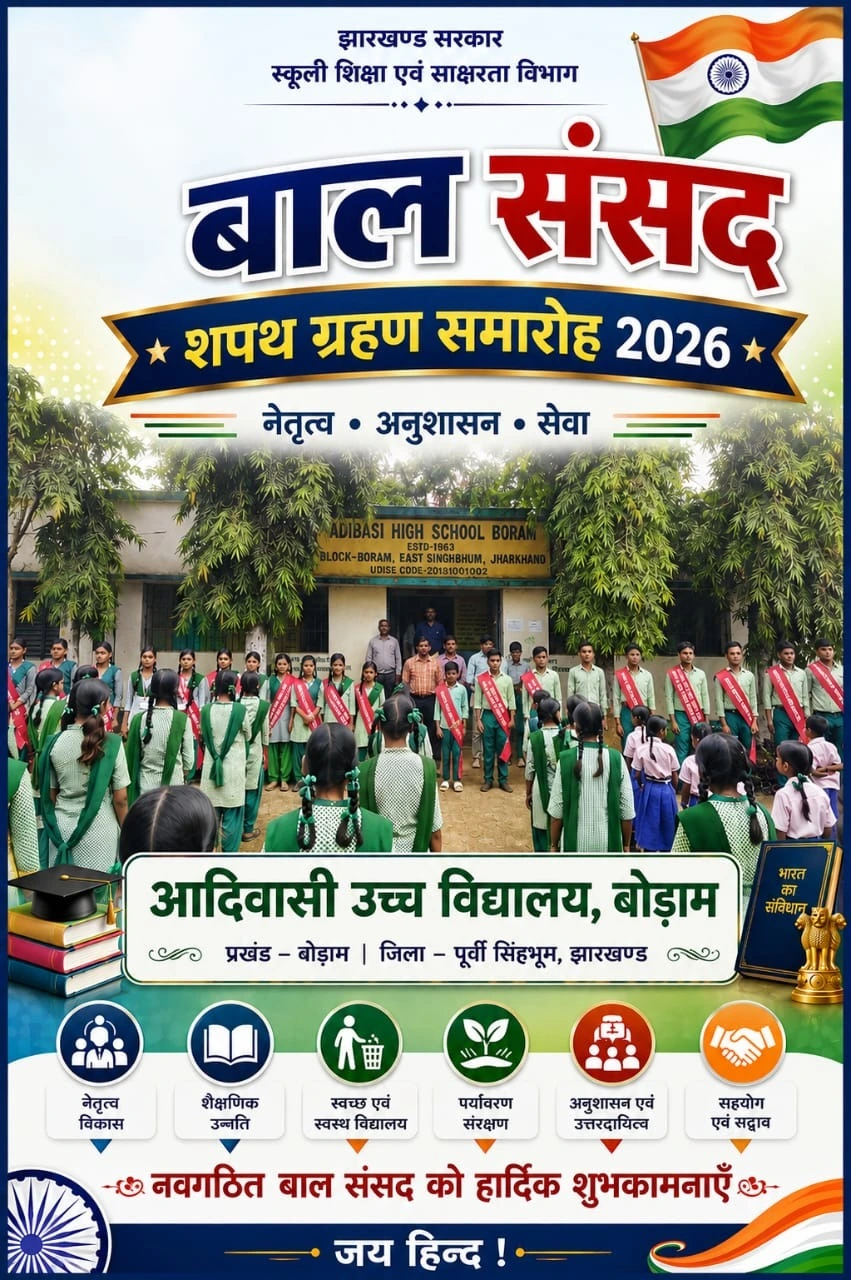 झारखण्ड सरकार
स्कूली शिक्षा एवं साक्षरता विभाग
बाल संसद
शपथ ग्रहण समारोह 2026
नेतृत्व • अनुशासन • सेवा
ADIBASI HIGH SCHOOL BORAM
ESTD-1963
BLOCK-BORAM, EAST SINGHBHUM, JHARKHAND
UDISE CODE-20181001002
भारत
का
संविधान
आदिवासी उच्च विद्यालय, बोड़ाम
प्रखंड – बोड़ाम | जिला – पूर्वी सिंहभूम, झारखण्ड
नेतृत्व
विकास
शैक्षणिक
उन्नति
स्वच्छ एवं
स्वस्थ विद्यालय
पर्यावरण
संरक्षण
अनुशासन एवं
उत्तरदायित्व
सहयोग
एवं सद्भाव
नवगठित बाल संसद को हार्दिक शुभकामनाएँ
जय हिन्द !